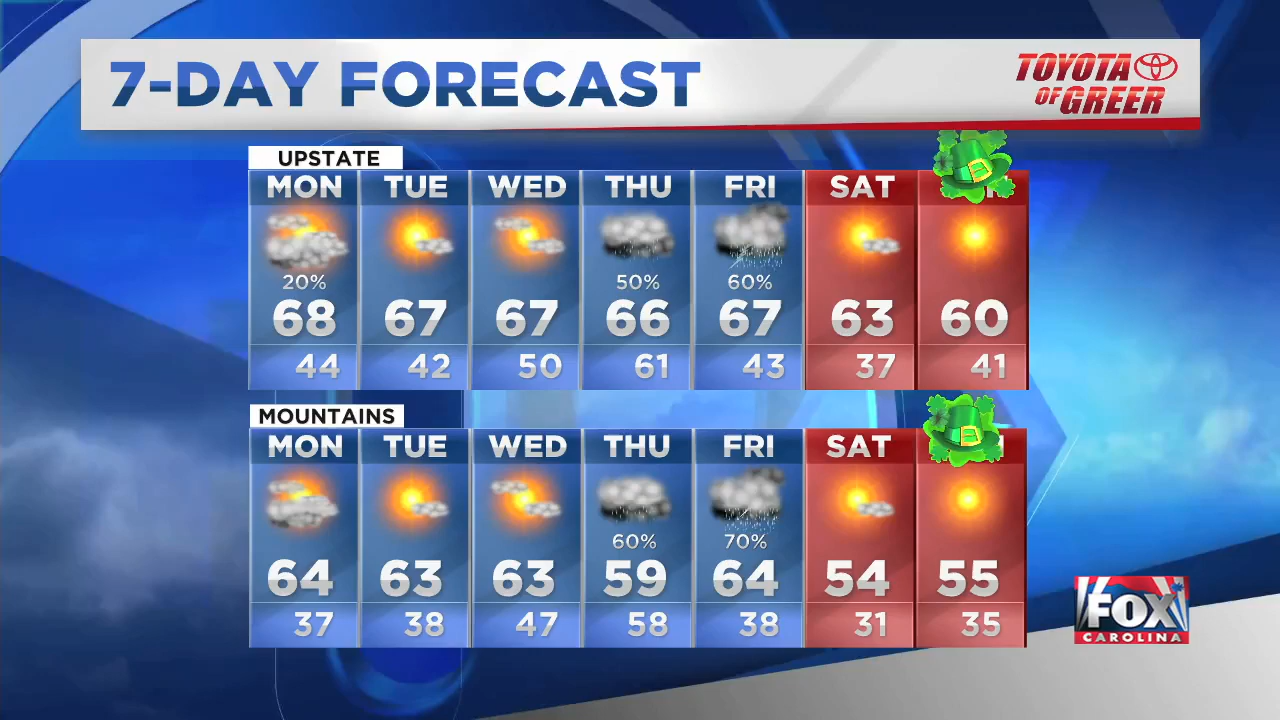 7-DAY FORECAST
TOYOTA
OF GREER
UPSTATE
MON TUE WED THU FRI SAT
20% 50% 60%
68 67 67 66 67 63 60
44 42 50 61 43 37 41
MOUNTAINS
MON TUE WED THU FRI SAT
60% 70%
64 63 63 59 64 54 55
37 38 47 58 38 31 35
FOX
CAROLINA